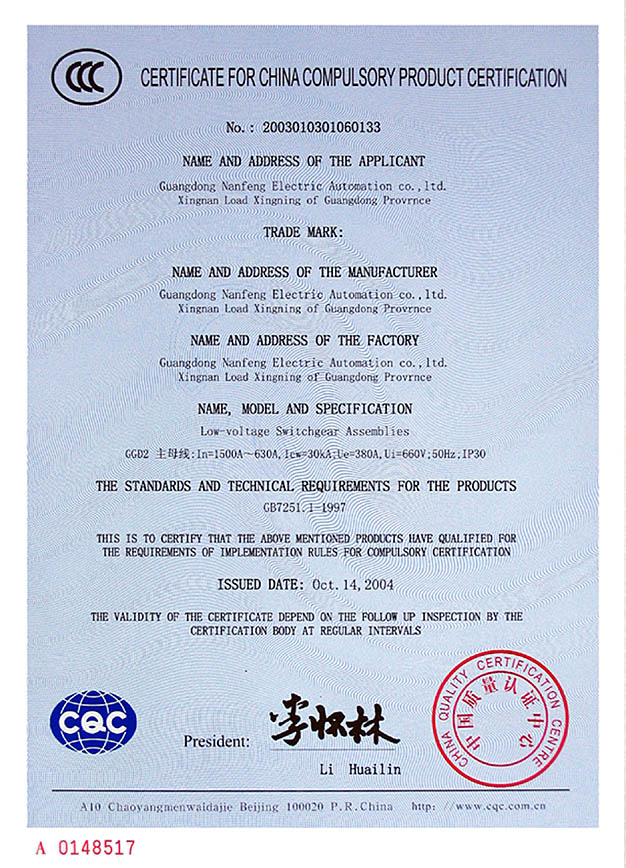 CCC
CERTIFICATE FOR CHINA COMPULSORY PRODUCT CERTIFICATION
No.: 2003010301060133
NAME AND ADDRESS OF THE APPLICANT
Guangdong Nanfeng Electric Automation co.,ltd.
Xingnan Load Xingning of Guangdong Provrnce
TRADE MARK:
NAME AND ADDRESS OF THE MANUFACTURER
Guangdong Nanfeng Electric Automation co.,ltd.
Xingnan Load Xingning of Guangdong Provrnce
NAME AND ADDRESS OF THE FACTORY
Guangdong Nanfeng Electric Automation co.,ltd.
Xingnan Load Xingning of Guangdong Provrnce
NAME, MODEL AND SPECIFICATION
Low-voltage Switchgear Assemblies
GGD2 主母线:In=1500A～630A,Icw=30kA;Ue=380A,Ui=660V;50Hz;IP30
THE STANDARDS AND TECHNICAL REQUIREMENTS FOR THE PRODUCTS
GB7251.1-1997
THIS IS TO CERTIFY THAT THE ABOVE MENTIONED PRODUCTS HAVE QUALIFIED FOR
THE REQUIREMENTS OF IMPLEMENTATION RULES FOR COMPULSORY CERTIFICATION
ISSUED DATE: Oct.14,2004
THE VALIDITY OF THE CERTIFICATE DEPEND ON THE FOLLOW UP INSPECTION BY THE
CERTIFICATION BODY AT REGULAR INTERVALS
CQC
President:
李怀林
Li Huailin
CHINA QUALITY CERTIFICATION CENTRE
中国质量认证中心
A10 Chaoyangmenwaidajie Beijing 100020 P.R.China http: //www.cqc.com.cn
A 0148517